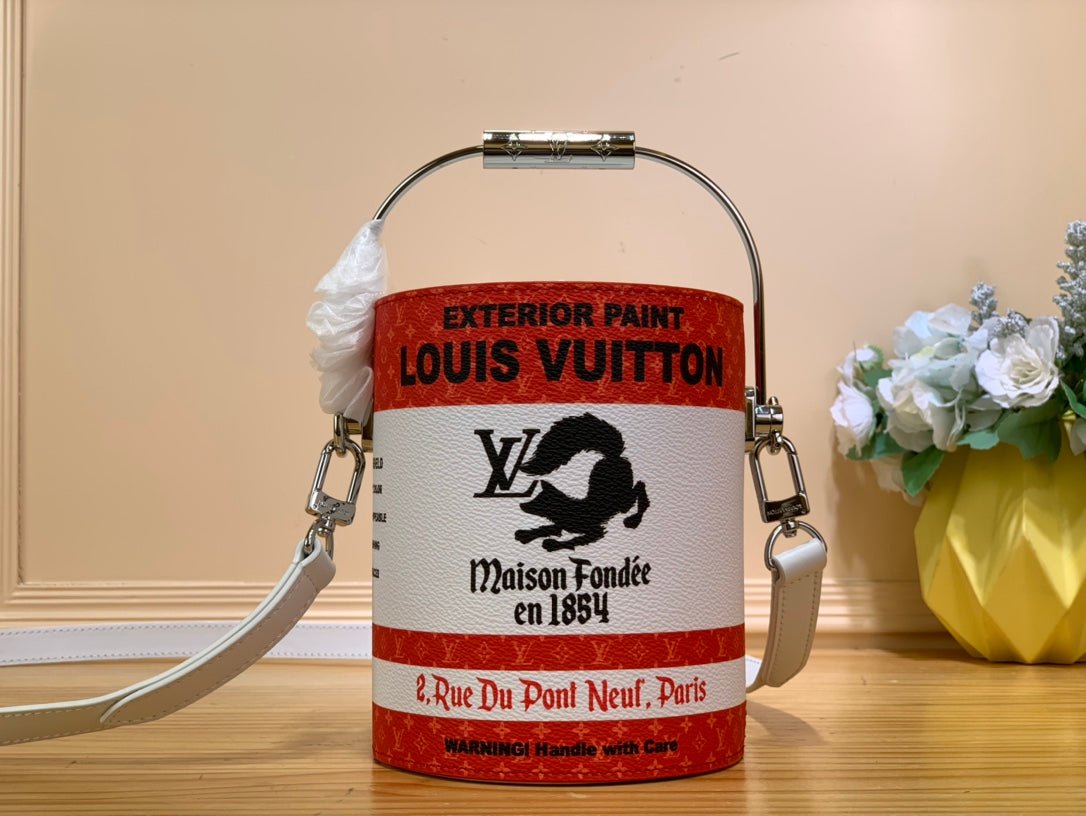 EXTERIOR PAINT
LOUIS VUITTON
LV
Maison Fondée
en 1854
2, Rue Du Pont Neuf, Paris
WARNING! Handle with Care